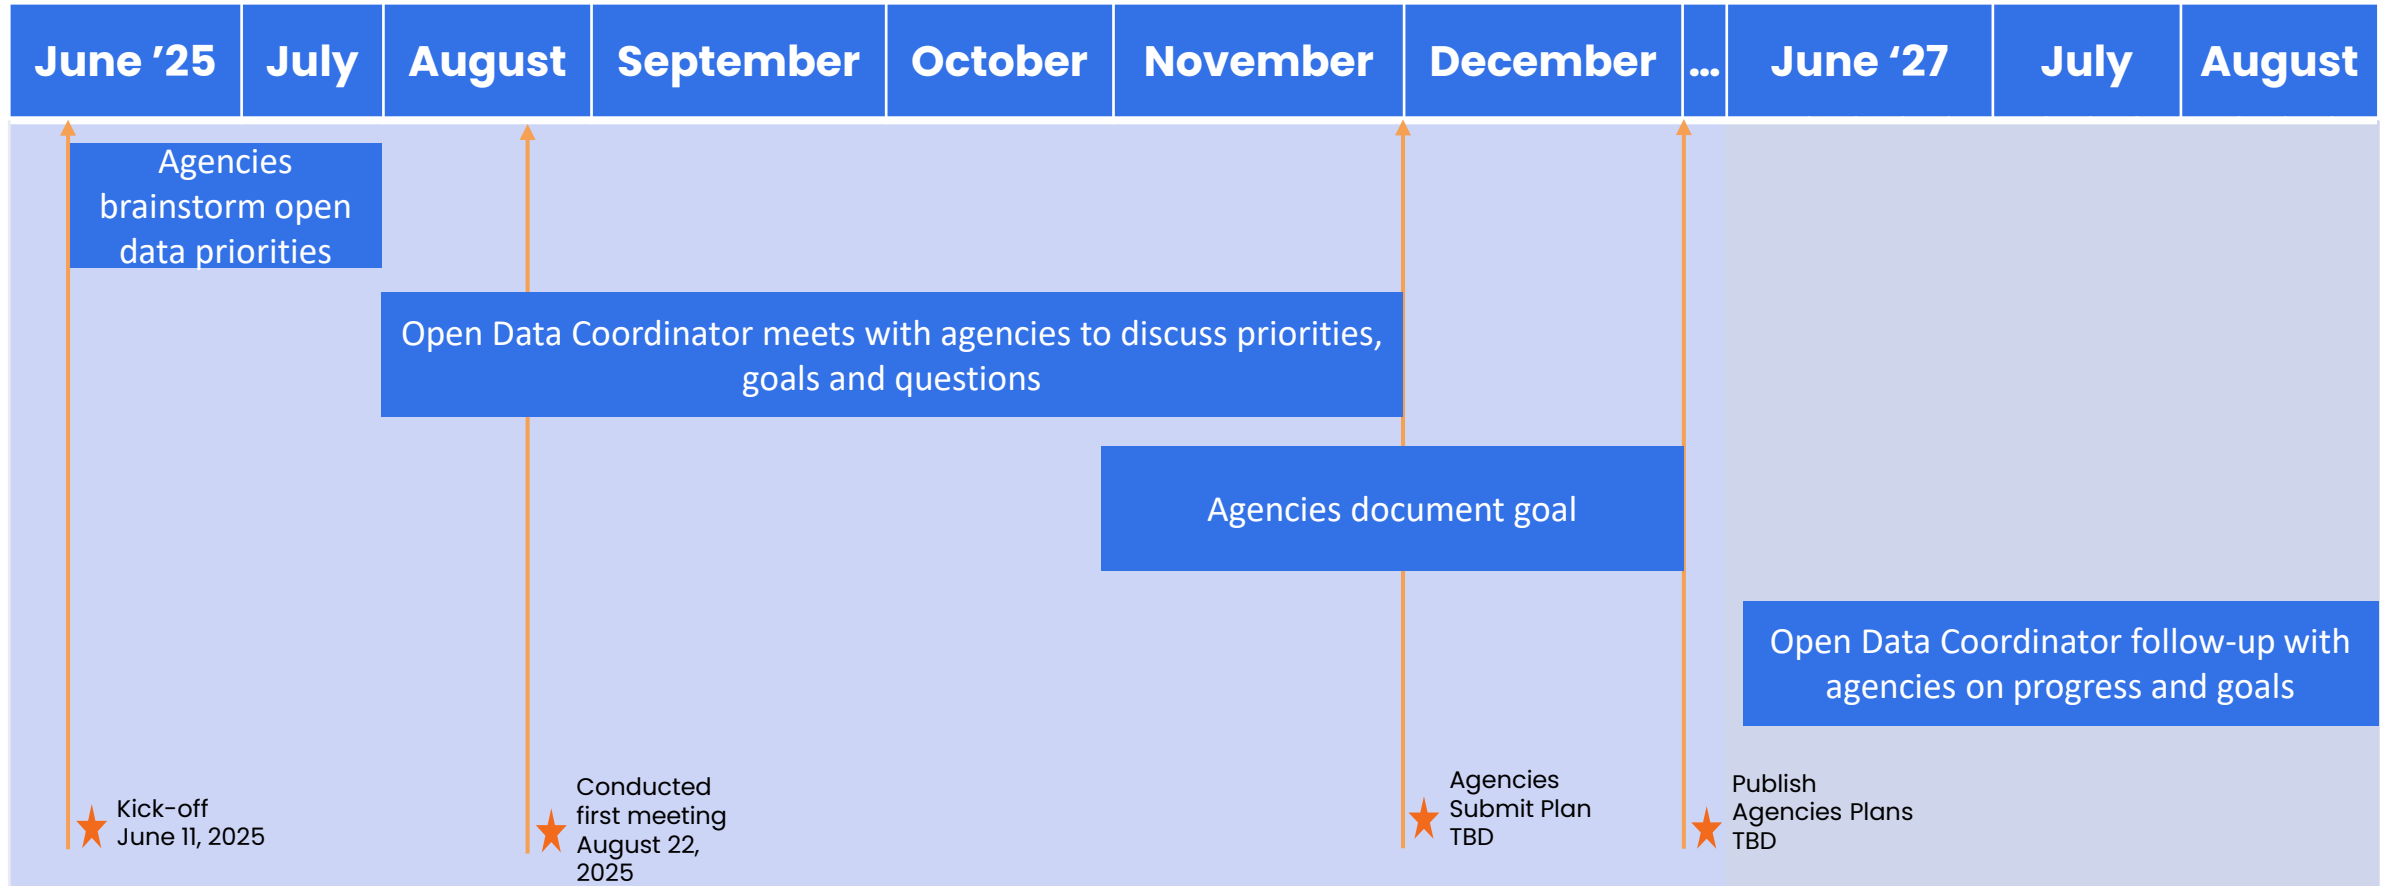 June ’25 July August September October November December ... June ‘27 July August
Agencies
brainstorm open
data priorities
Open Data Coordinator meets with agencies to discuss priorities,
goals and questions
Agencies document goal
Open Data Coordinator follow-up with
agencies on progress and goals
Kick-off
June 11, 2025
Conducted
first meeting
August 22,
2025
Agencies
Submit Plan
TBD
Publish
Agencies Plans
TBD